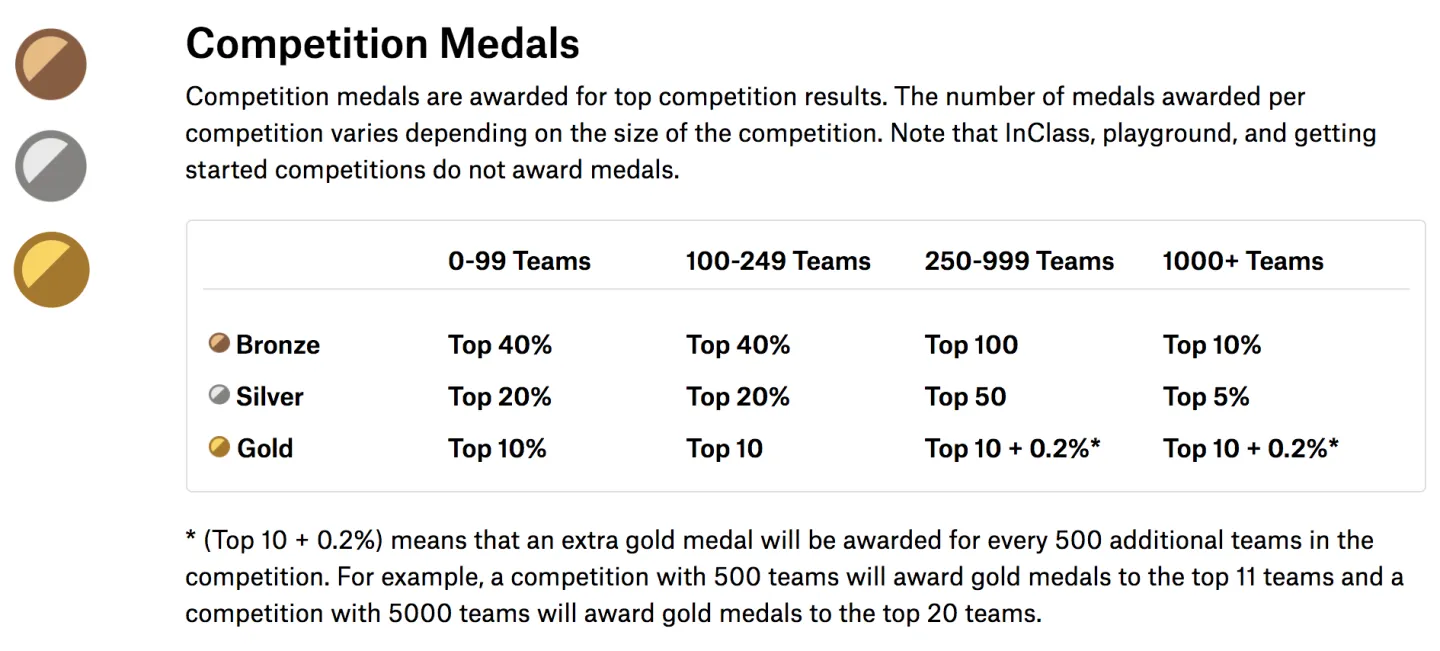 Competition Medals
Competition medals are awarded for top competition results. The number of medals awarded per
competition varies depending on the size of the competition. Note that InClass, playground, and getting
started competitions do not award medals.
0-99 Teams 100-249 Teams 250-999 Teams 1000+ Teams
Bronze Top 40% Top 40% Top 100 Top 10%
Silver Top 20% Top 20% Top 50 Top 5%
Gold Top 10% Top 10 Top 10 + 0.2%* Top 10 + 0.2%*
* (Top 10 + 0.2%) means that an extra gold medal will be awarded for every 500 additional teams in the
competition. For example, a competition with 500 teams will award gold medals to the top 11 teams and a
competition with 5000 teams will award gold medals to the top 20 teams.